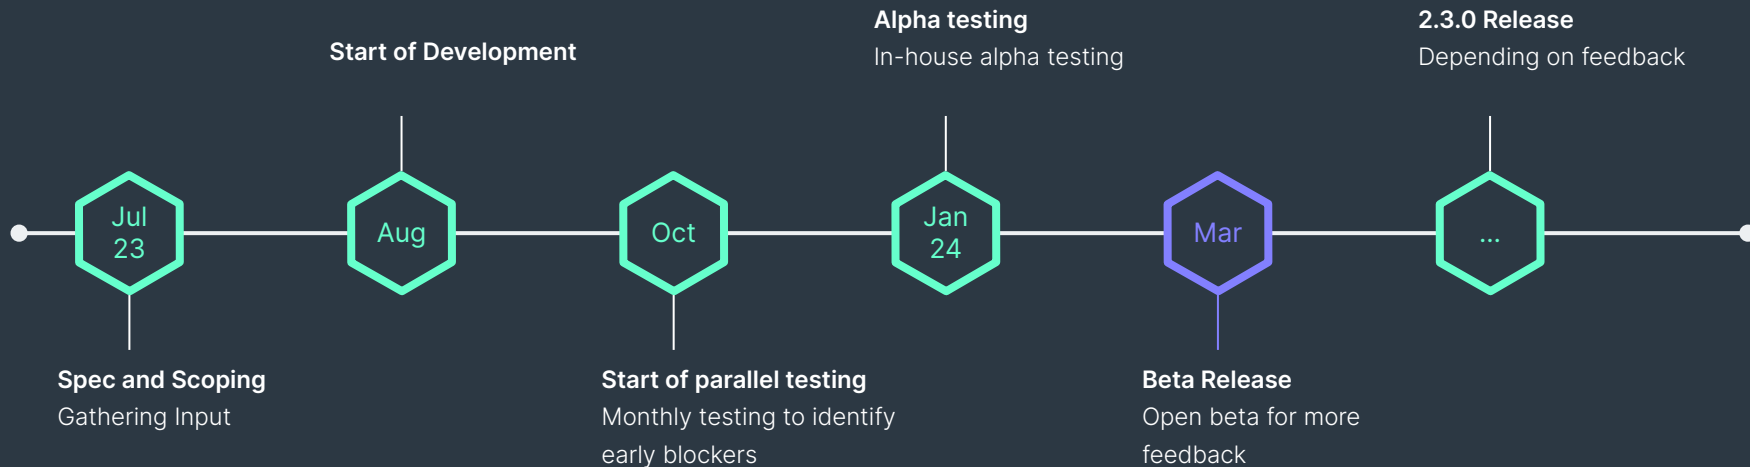 Jul
23
Spec and Scoping
Gathering Input
Start of Development
Aug
Oct
Start of parallel testing
Monthly testing to identify
early blockers
Alpha testing
In-house alpha testing
Jan
24
Mar
Beta Release
Open beta for more
feedback
2.3.0 Release
Depending on feedback
...